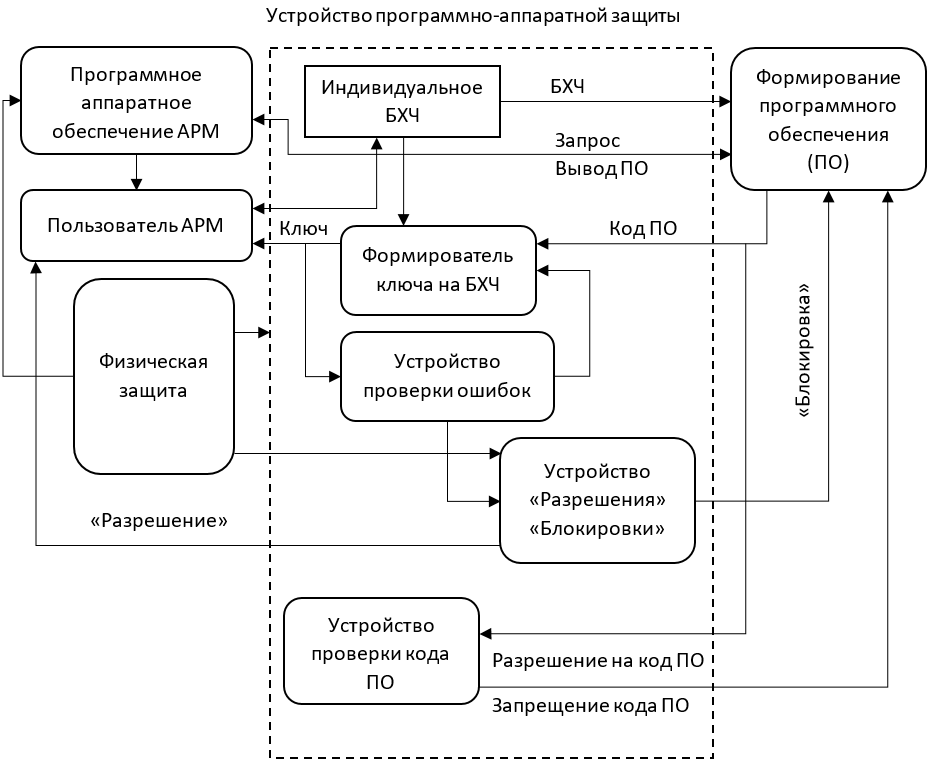 Устройство программно-аппаратной защиты
Программное
аппаратное
обеспечение АРМ
Индивидуальное
БХЧ
БХЧ
Формирование
программного
обеспечения
(ПО)
Запрос
Вывод ПО
Пользователь АРМ
Ключ
Код ПО
Формирователь
ключа на БХЧ
Физическая
защита
Устройство
проверки ошибок
«Блокировка»
Устройство
«Разрешения»
«Блокировки»
«Разрешение»
Устройство
проверки кода
ПО
Разрешение на код ПО
Запрещение кода ПО